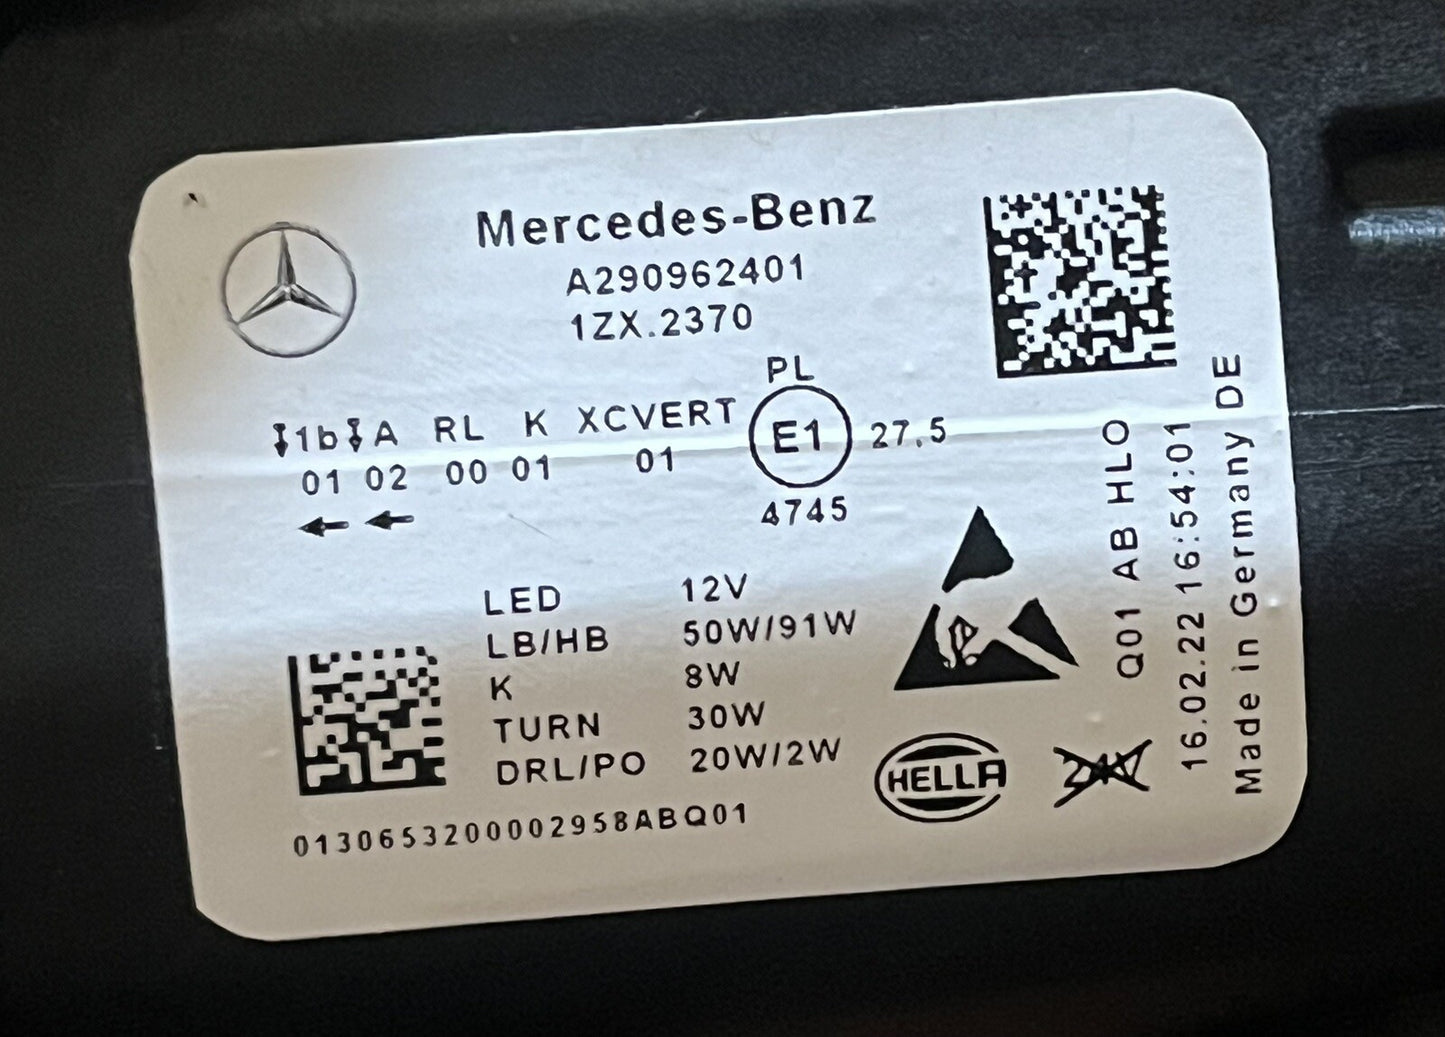 Mercedes-Benz
A290962401
1ZX.2370
PL
1b A RL K XCVERT E1 27.5
01 02 00 01 01
4745
LED 12V
LB/HB 50W/91W
K 8W
TURN 30W
DRL/PO 20W/2W
0130653200002958ABQ01
HELLA
24V
Q01 AB HLO
16.02.22 16:54:01
Made in Germany DE